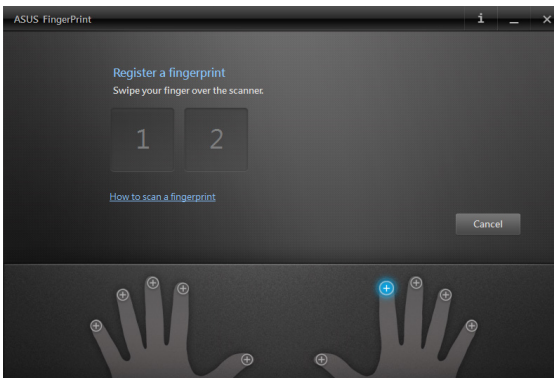 ASUS FingerPrint
Register a fingerprint
Swipe your finger over the scanner.
1 2
How to scan a fingerprint
Cancel